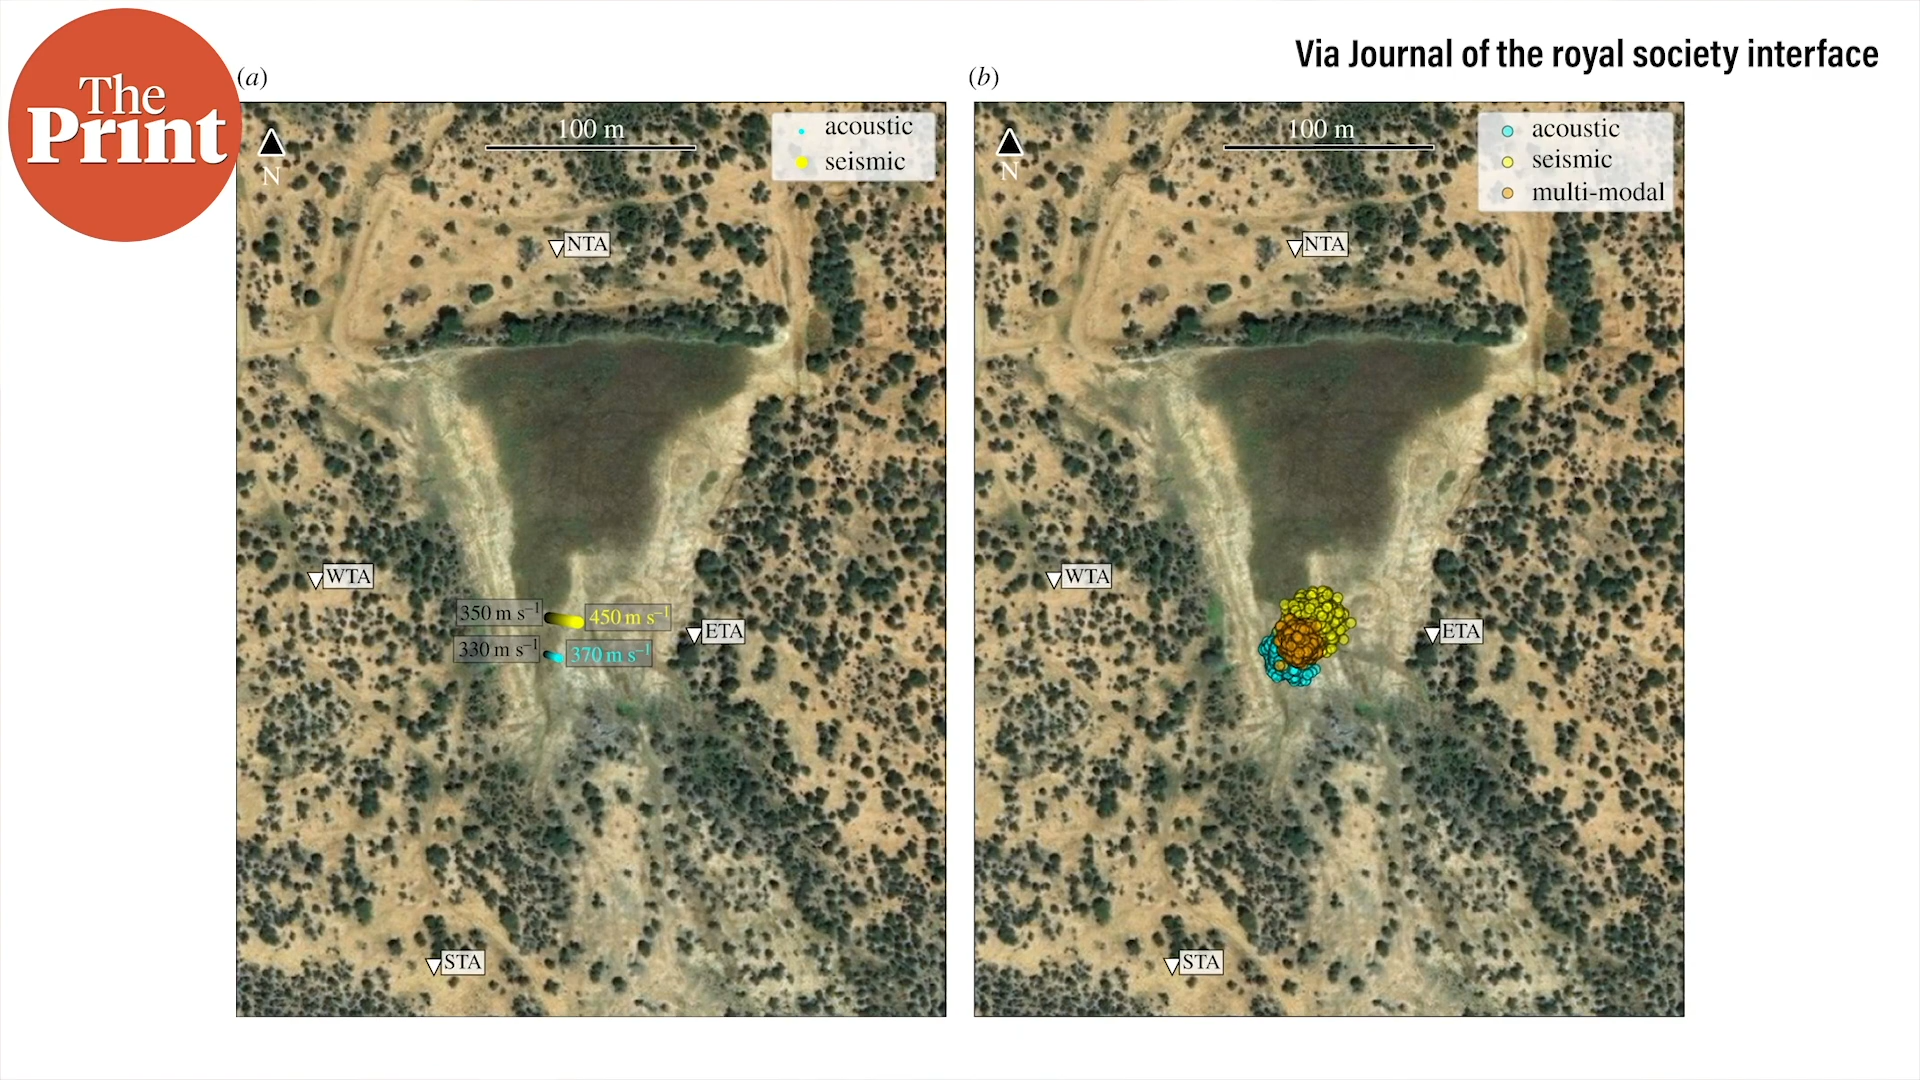 The
Print
Via Journal of the royal society interface
(a)
100 m
acoustic
seismic
N
NTA
WTA
350 m s⁻¹
450 m s⁻¹
330 m s⁻¹
370 m s⁻¹
ETA
STA
(b)
100 m
acoustic
seismic
multi-modal
N
NTA
WTA
ETA
STA